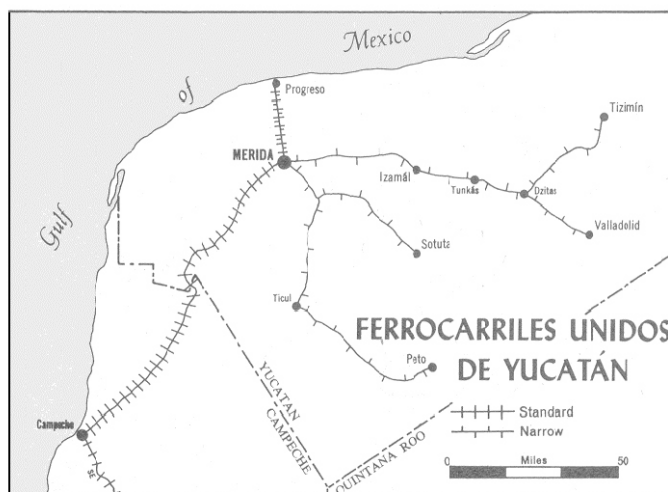 Mexico
of
Gulf
Progreso
MERIDA
Izamál
Tunkás
Dzitas
Tizimín
Valladolid
Sotuta
Ticul
Peto
Campeche
SE
YUCATAN
CAMPECHE
QUINTANA ROO
FERROCARRILES UNIDOS
DE YUCATÁN
Standard
Narrow
0 Miles 50